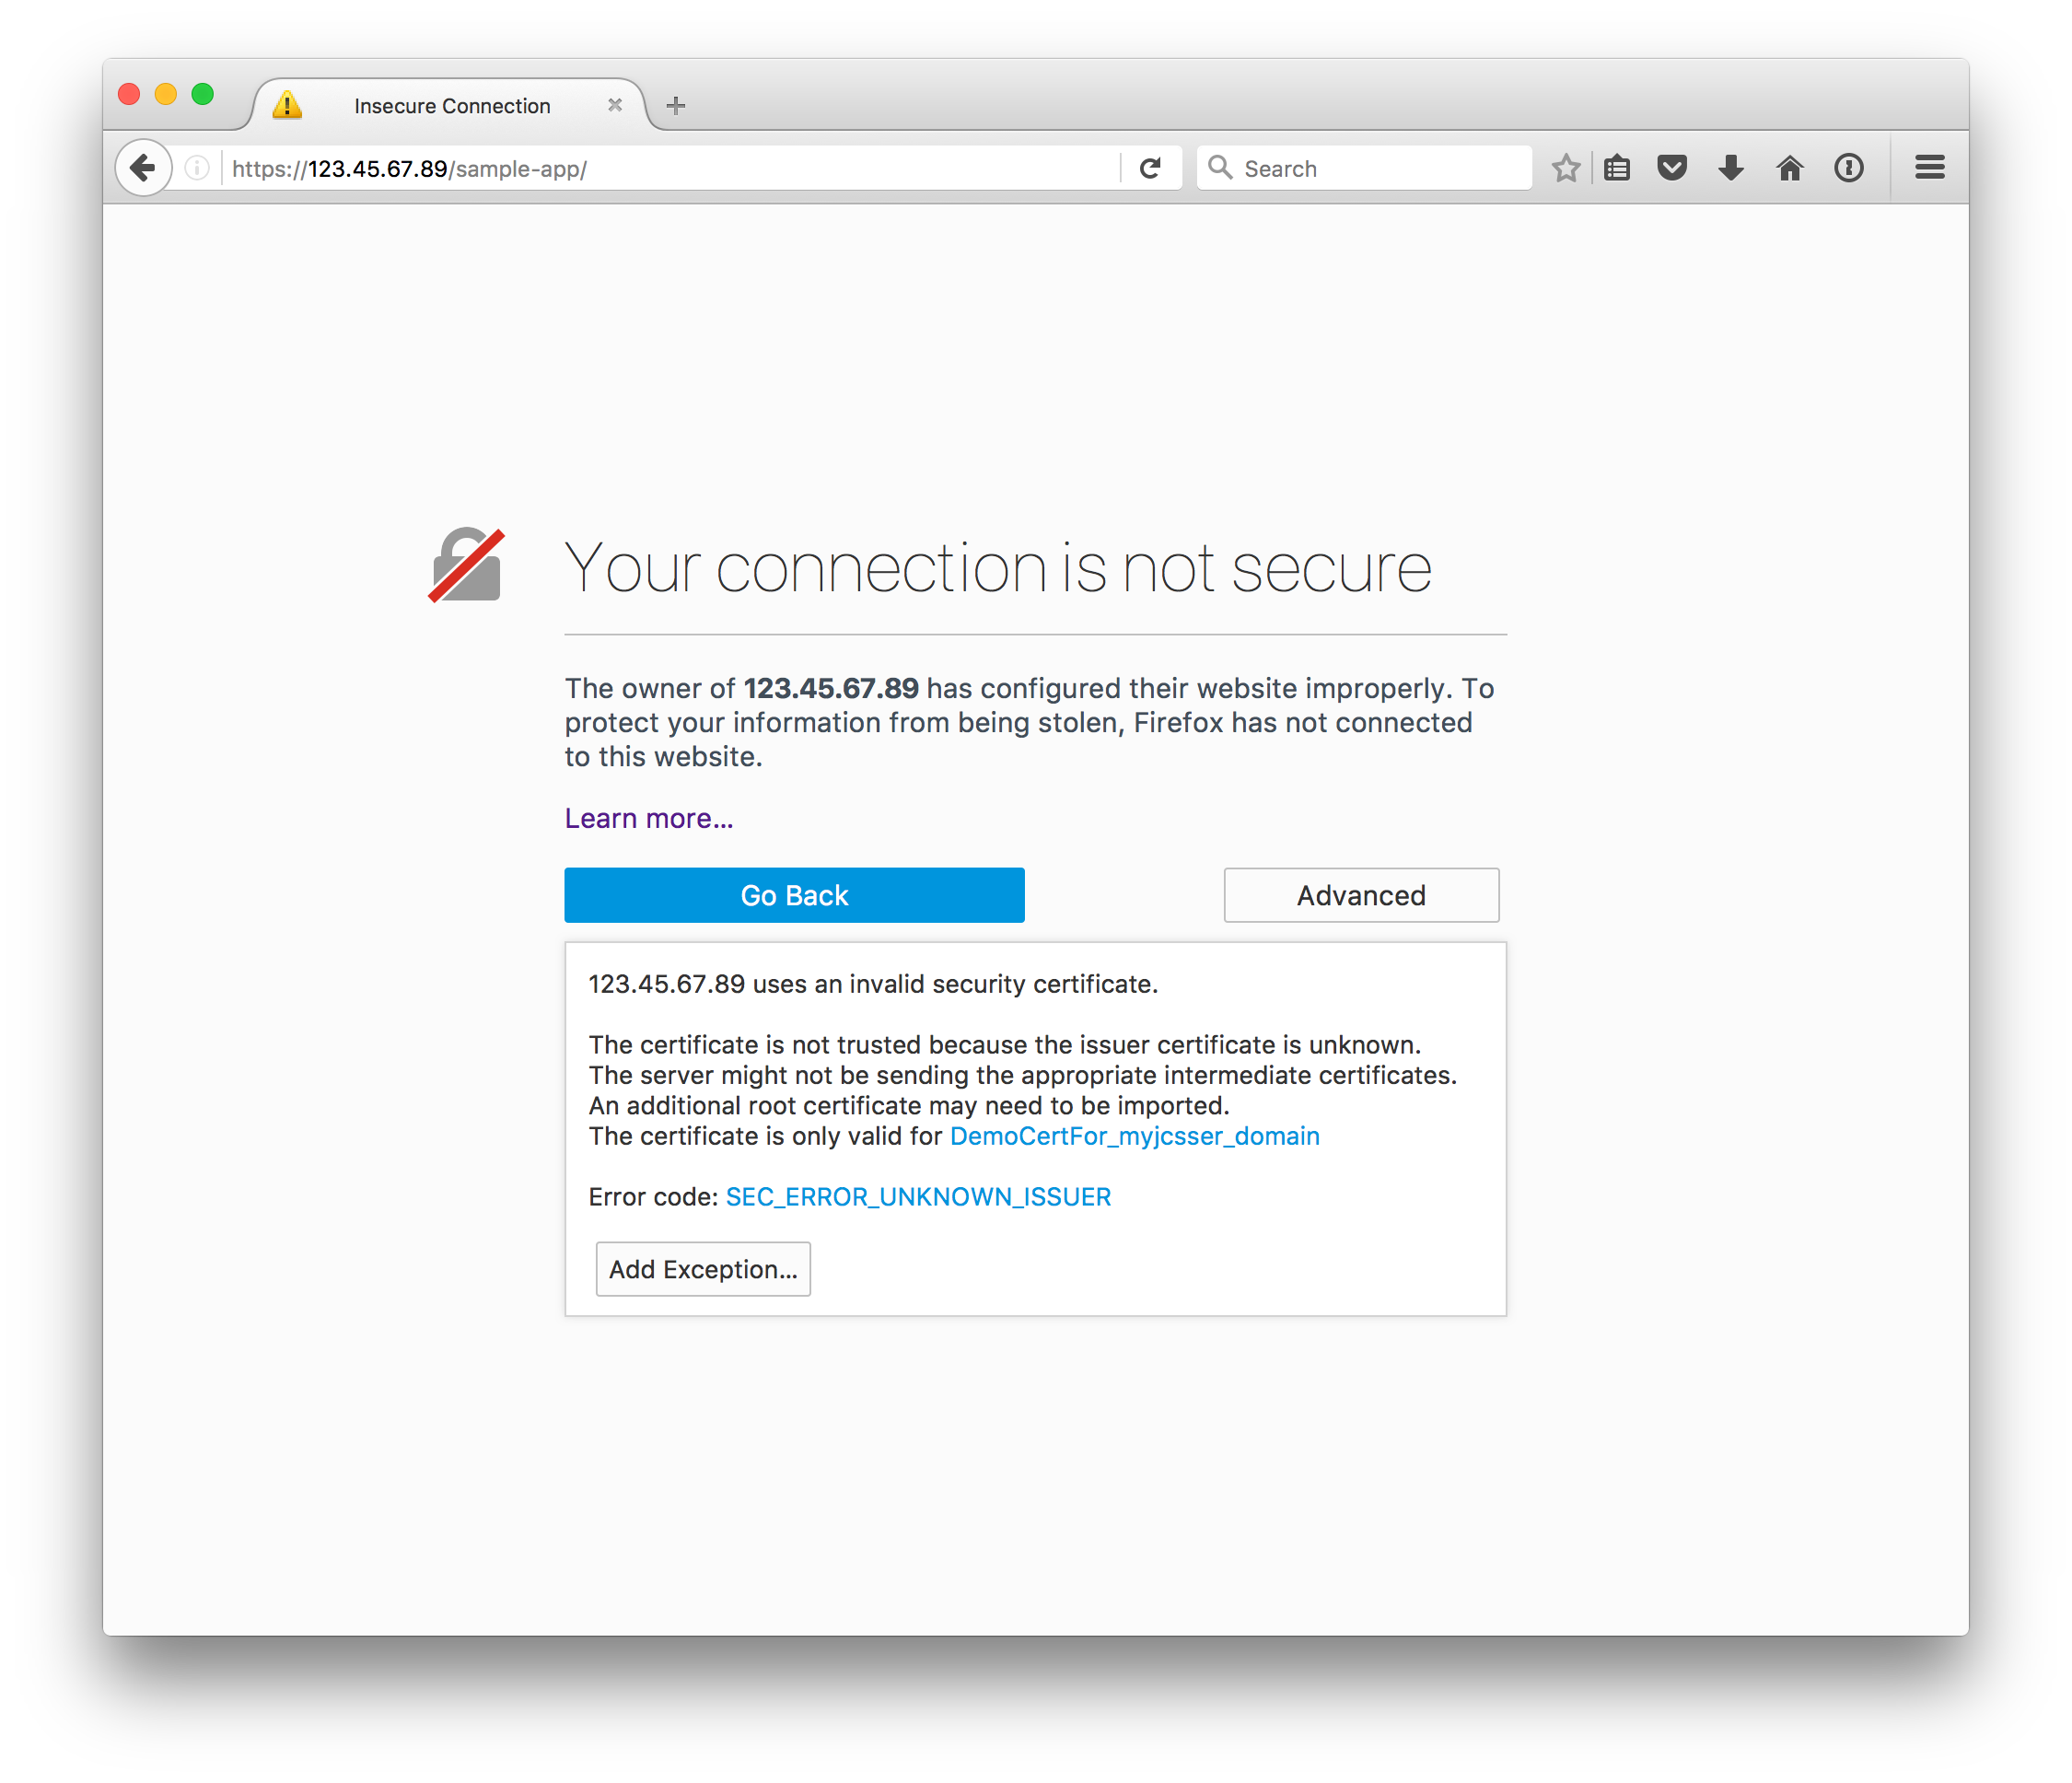 Insecure Connection
https://123.45.67.89/sample-app/
Search
Your connection is not secure
The owner of 123.45.67.89 has configured their website improperly. To
protect your information from being stolen, Firefox has not connected
to this website.
Learn more...
Go Back
Advanced
123.45.67.89 uses an invalid security certificate.
The certificate is not trusted because the issuer certificate is unknown.
The server might not be sending the appropriate intermediate certificates.
An additional root certificate may need to be imported.
The certificate is only valid for DemoCertFor_myjcsser_domain
Error code: SEC_ERROR_UNKNOWN_ISSUER
Add Exception...